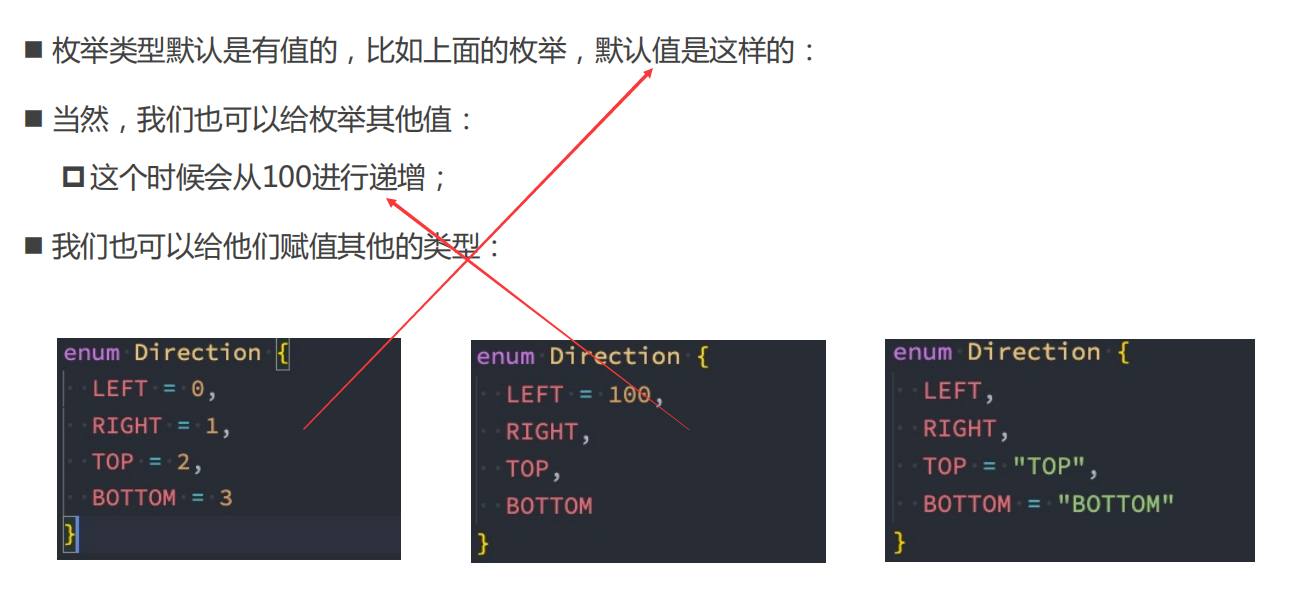 ■ 枚举类型默认是有值的，比如上面的枚举，默认值是这样的：
■ 当然，我们也可以给枚举其他值：
这个时候会从100进行递增；
■ 我们也可以给他们赋值其他的类型：
enum Direction {
LEFT = 0,
RIGHT = 1,
TOP = 2,
BOTTOM = 3
}
enum Direction {
LEFT = 100,
RIGHT,
TOP,
BOTTOM
}
enum Direction {
LEFT,
RIGHT,
TOP = "TOP",
BOTTOM = "BOTTOM"
}